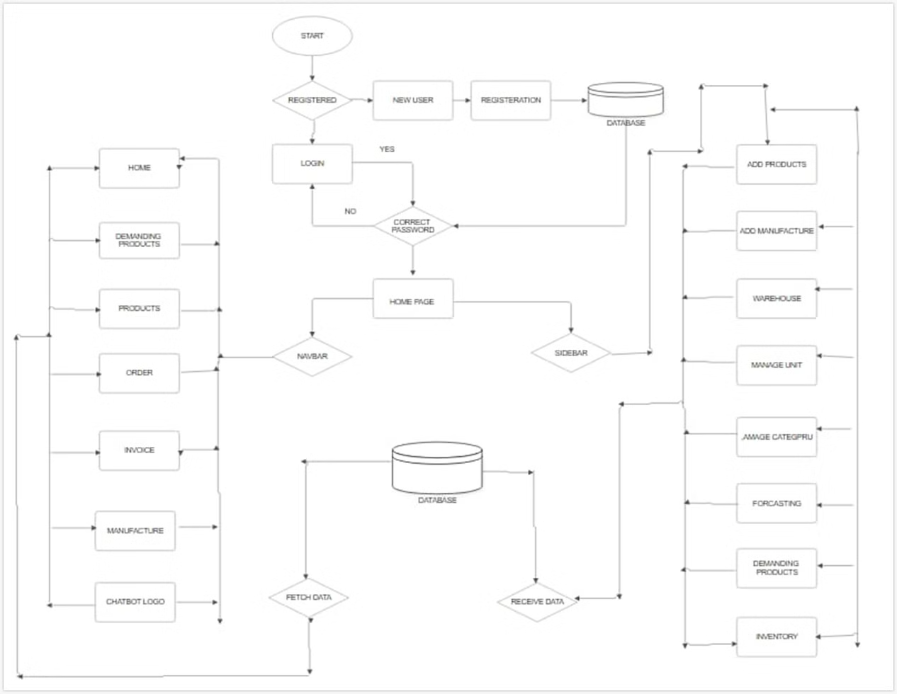 START
REGISTERED
NEW USER
REGISTERATION
DATABASE
LOGIN
YES
NO
CORRECT
PASSWORD
HOME PAGE
NAVBAR
SIDEBAR
HOME
DEMANDING
PRODUCTS
PRODUCTS
ORDER
INVOICE
MANUFACTURE
CHATBOT LOGO
DATABASE
FETCH DATA
RECEIVE DATA
ADD PRODUCTS
ADD MANUFACTURE
WAREHOUSE
MANAGE UNIT
.AMAGE CATEGPRU
FORCASTING
DEMANDING
PRODUCTS
INVENTORY